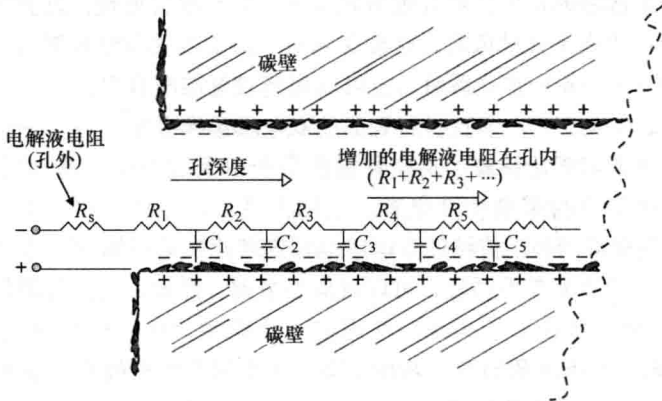 碳壁
+ + + + + + + + + + + +
电解液电阻
(孔外)
孔深度
增加的电解液电阻在孔内
(R₁+R₂+R₃+⋯)
Rₛ R₁ R₂ R₃ R₄ R₅
−
C₁ C₂ C₃ C₄ C₅
+
+ + + + + + + + + + + +
碳壁